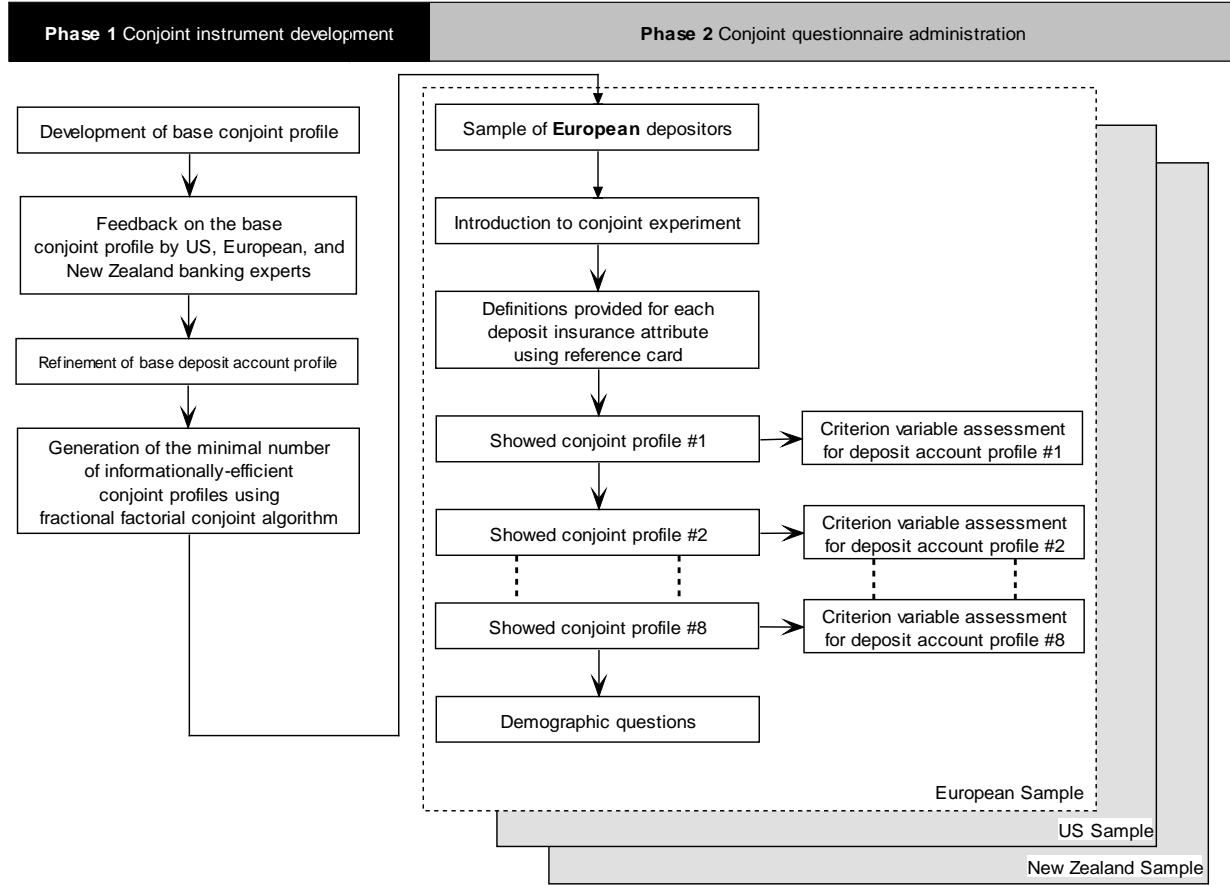 Phase 1 Conjoint instrument development
Phase 2 Conjoint questionnaire administration
Development of base conjoint profile
Feedback on the base
conjoint profile by US, European, and
New Zealand banking experts
Refinement of base deposit account profile
Generation of the minimal number
of informationally-efficient
conjoint profiles using
fractional factorial conjoint algorithm
Sample of European depositors
Introduction to conjoint experiment
Definitions provided for each
deposit insurance attribute
using reference card
Showed conjoint profile #1
Criterion variable assessment
for deposit account profile #1
Showed conjoint profile #2
Criterion variable assessment
for deposit account profile #2
Showed conjoint profile #8
Criterion variable assessment
for deposit account profile #8
Demographic questions
European Sample
US Sample
New Zealand Sample